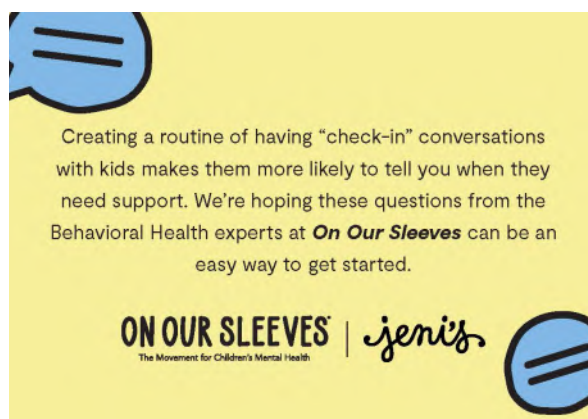 Creating a routine of having “check-in” conversations
with kids makes them more likely to tell you when they
need support. We’re hoping these questions from the
Behavioral Health experts at On Our Sleeves can be an
easy way to get started.
ON OUR SLEEVES® | jeni's
The Movement for Children's Mental Health